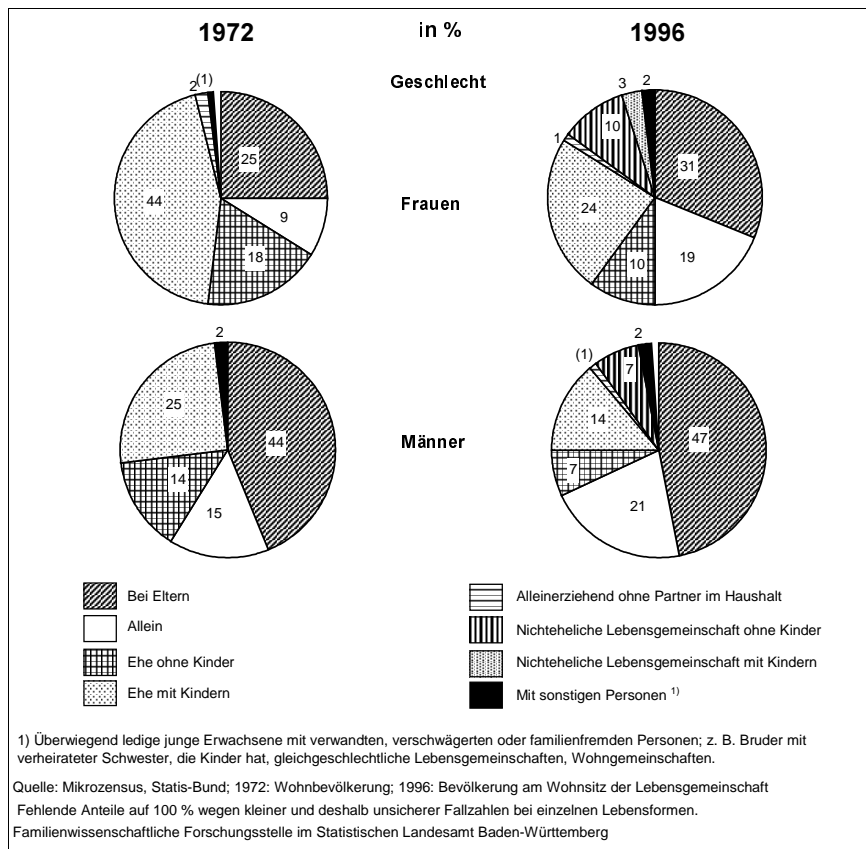 1972 in % 1996
Geschlecht
2 (1)
25
9
18
44
Frauen
3 2
10
1
31
24
10
19
2
25
44
14
15
Männer
2
(1)
7
14
47
7
21
Bei Eltern
Allein
Ehe ohne Kinder
Ehe mit Kindern
Alleinerziehend ohne Partner im Haushalt
Nichteheliche Lebensgemeinschaft ohne Kinder
Nichteheliche Lebensgemeinschaft mit Kindern
Mit sonstigen Personen 1)
1) Überwiegend ledige junge Erwachsene mit verwandten, verschwägerten oder familienfremden Personen; z. B. Bruder mit
verheirateter Schwester, die Kinder hat, gleichgeschlechtliche Lebensgemeinschaften, Wohngemeinschaften.
Quelle: Mikrozensus, Statis-Bund; 1972: Wohnbevölkerung; 1996: Bevölkerung am Wohnsitz der Lebensgemeinschaft
Fehlende Anteile auf 100 % wegen kleiner und deshalb unsicherer Fallzahlen bei einzelnen Lebensformen.
Familienwissenschaftliche Forschungsstelle im Statistischen Landesamt Baden-Württemberg